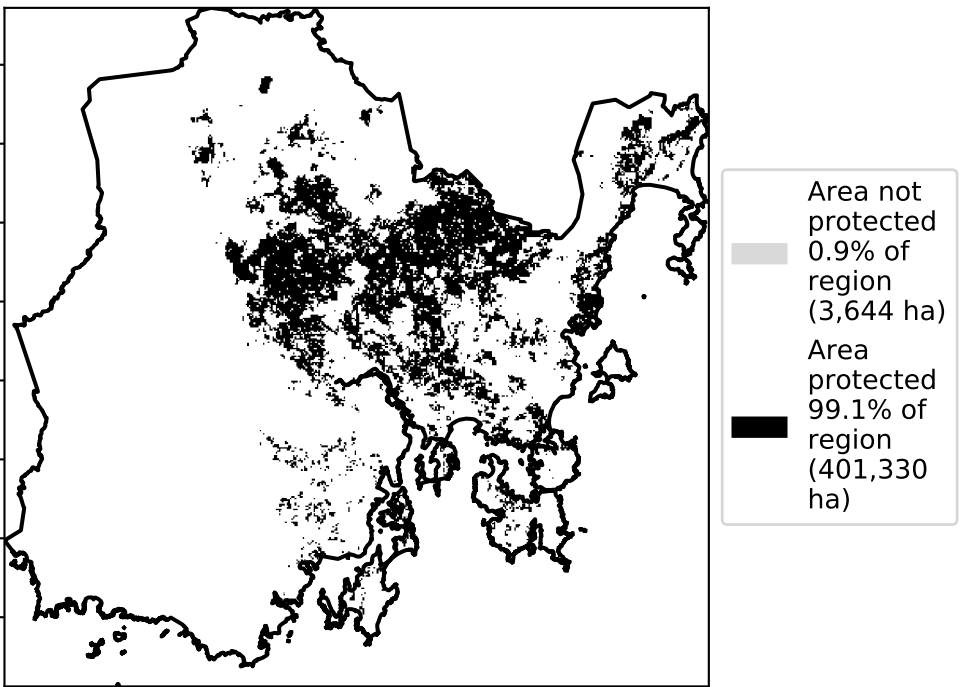 Area not
protected
0.9% of
region
(3,644 ha)
Area
protected
99.1% of
region
(401,330
ha)